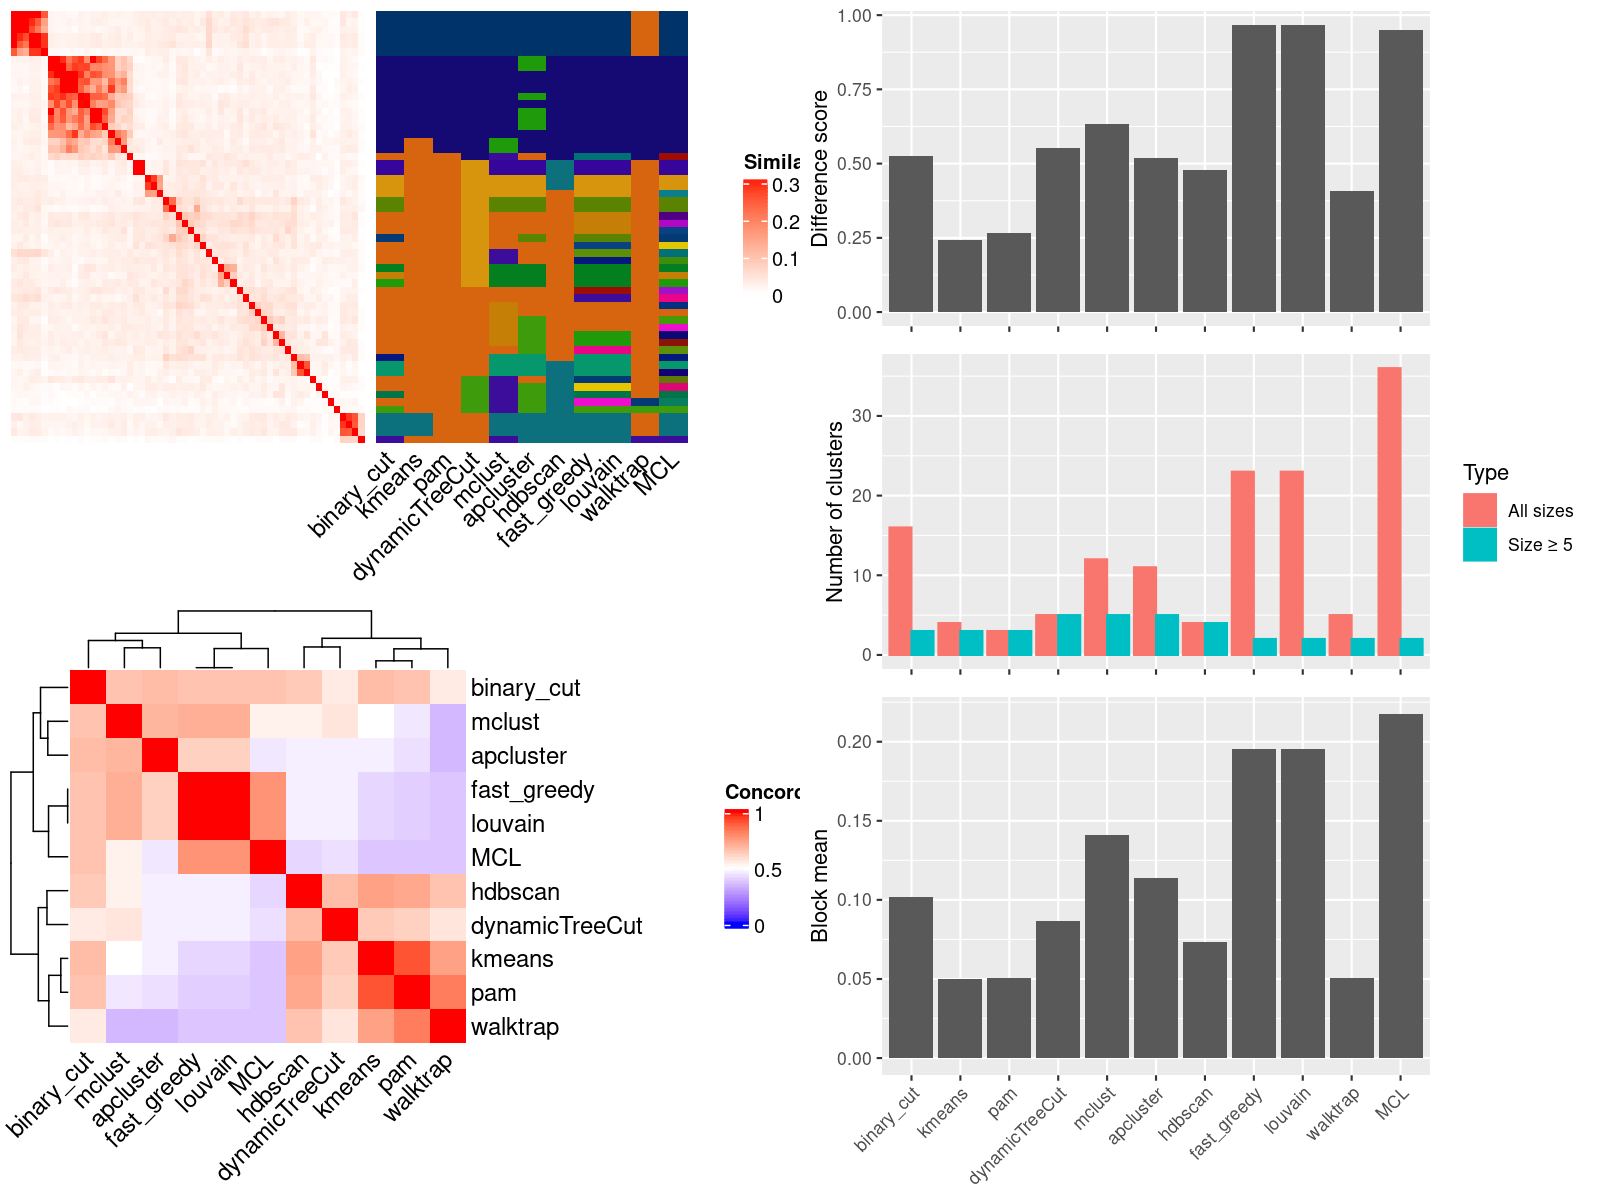 Simila
0.3
0.2
0.1
0
binary_cut
kmeans
pam
dynamicTreeCut
mclust
apcluster
hdbscan
fast_greedy
louvain
walktrap
MCL
binary_cut
mclust
apcluster
fast_greedy
louvain
MCL
hdbscan
dynamicTreeCut
kmeans
pam
walktrap
Concord
1
0.5
0
binary_cut
mclust
apcluster
fast_greedy
louvain
MCL
hdbscan
dynamicTreeCut
kmeans
pam
walktrap
Difference score
1.00
0.75
0.50
0.25
0.00
Number of clusters
30
20
10
0
Type
All sizes
Size ≥ 5
Block mean
0.20
0.15
0.10
0.05
0.00
binary_cut
kmeans
pam
dynamicTreeCut
mclust
apcluster
hdbscan
fast_greedy
louvain
walktrap
MCL